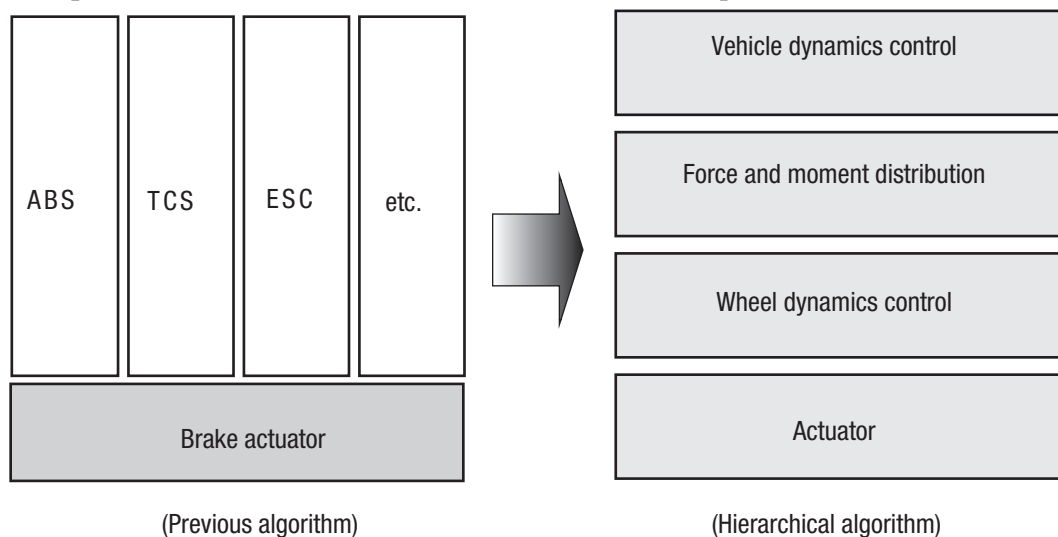 ABS
TCS
ESC
etc.
Brake actuator
(Previous algorithm)
Vehicle dynamics control
Force and moment distribution
Wheel dynamics control
Actuator
(Hierarchical algorithm)